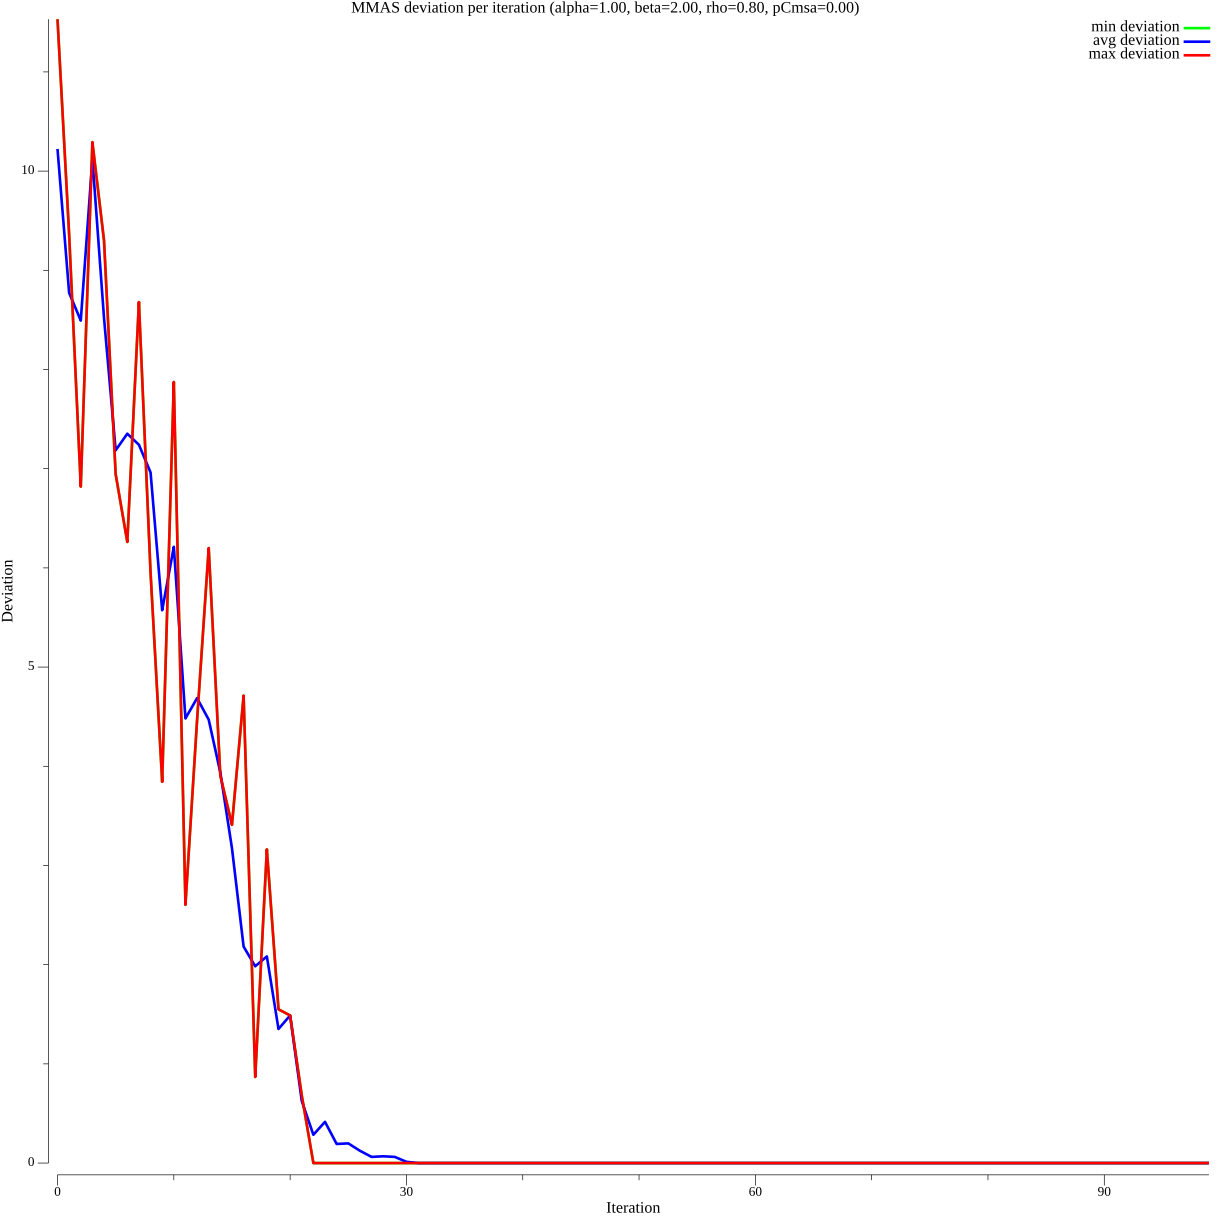 MMAS deviation per iteration (alpha=1.00, beta=2.00, rho=0.80, pCmsa=0.00)
min deviation
avg deviation
max deviation
10
5
0
Deviation
0 30 60 90
Iteration